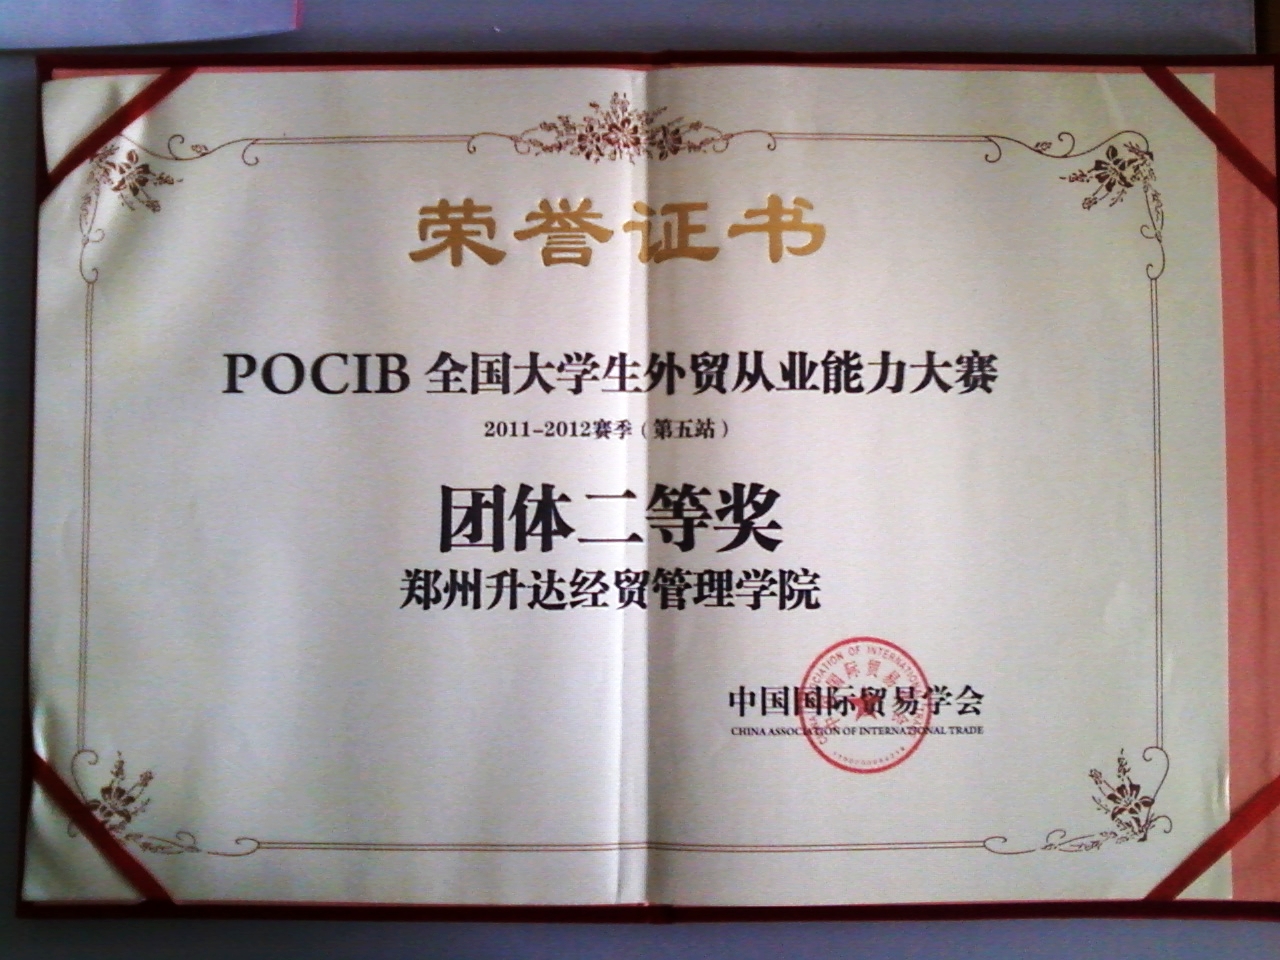 荣誉证书
POCIB 全国大学生外贸从业能力大赛
2011-2012赛季（第五站）
团体二等奖
郑州升达经贸管理学院
中国国际贸易学会
CHINA ASSOCIATION OF INTERNATIONAL TRADE